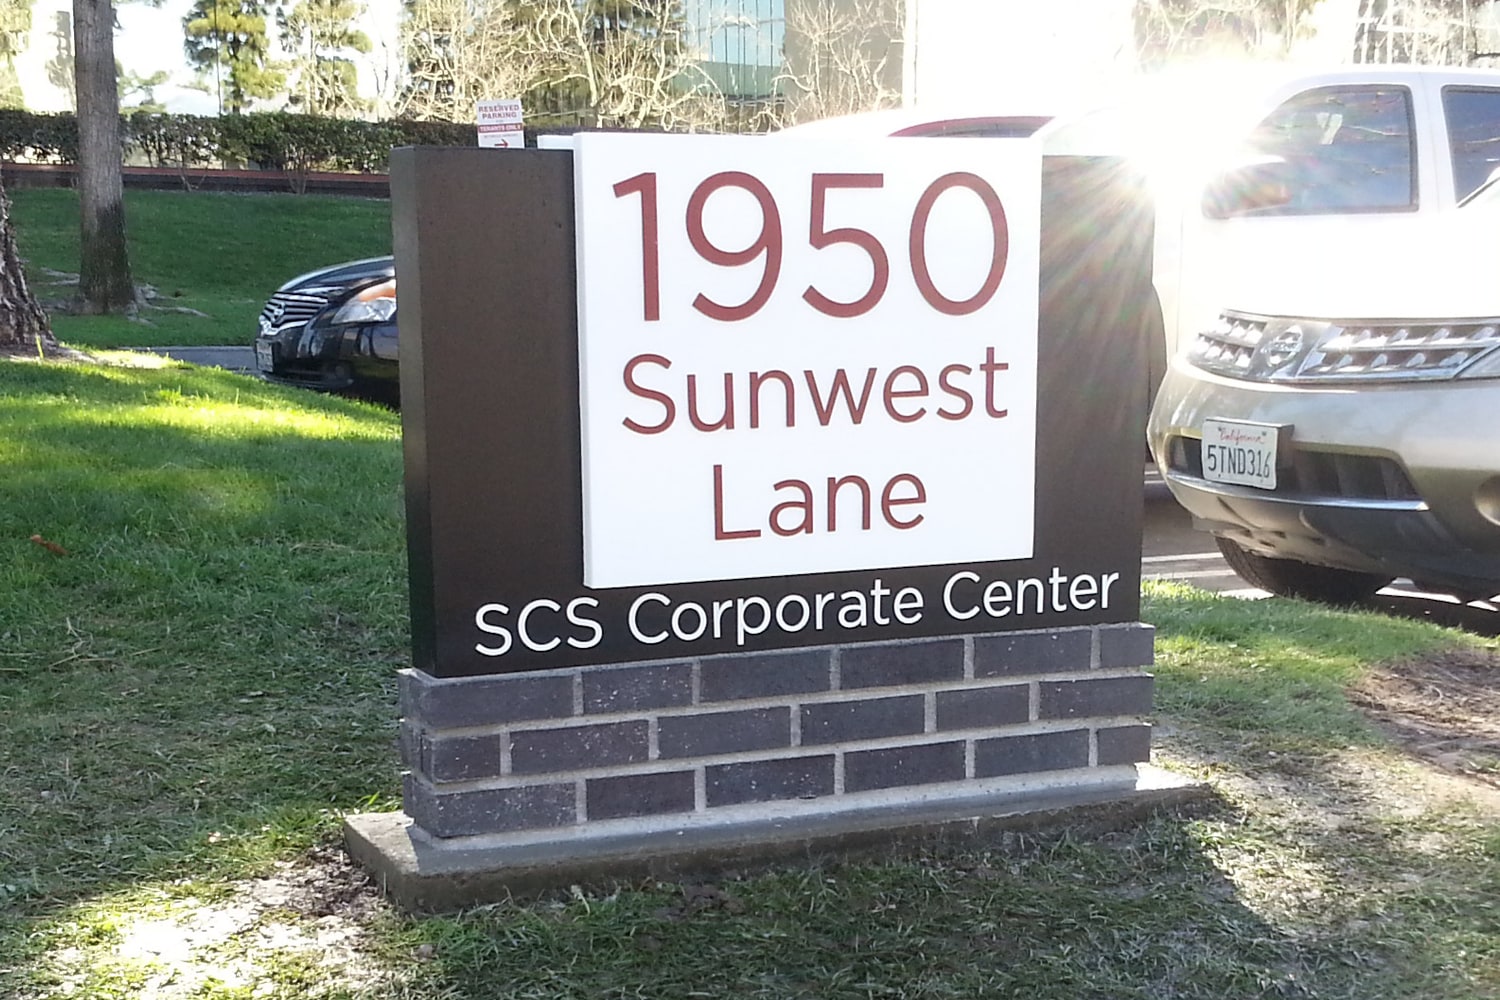 RESERVED
PARKING
TENANTS ONLY
1950
Sunwest
Lane
SCS Corporate Center
California
5TND316